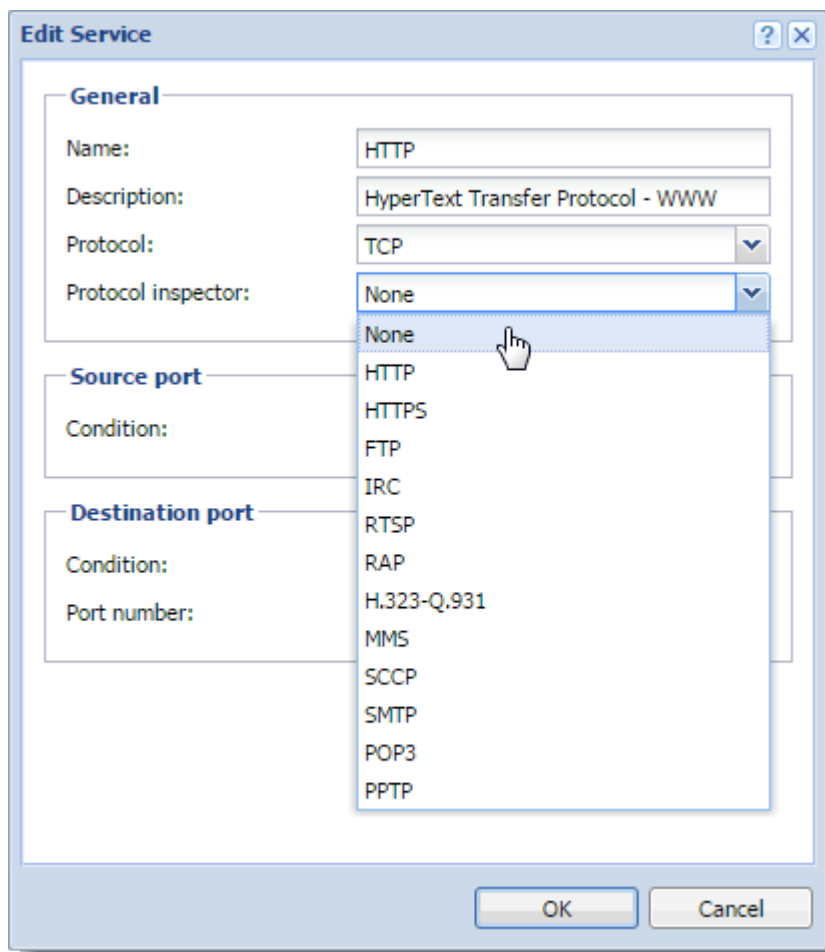 Edit Service
?
General
Name: HTTP
Description: HyperText Transfer Protocol - WWW
Protocol: TCP
Protocol inspector: None
None
HTTP
Source port
HTTPS
Condition:
FTP
IRC
Destination port
RTSP
Condition:
RAP
Port number:
H.323-Q.931
MMS
SCCP
SMTP
POP3
PPTP
OK Cancel